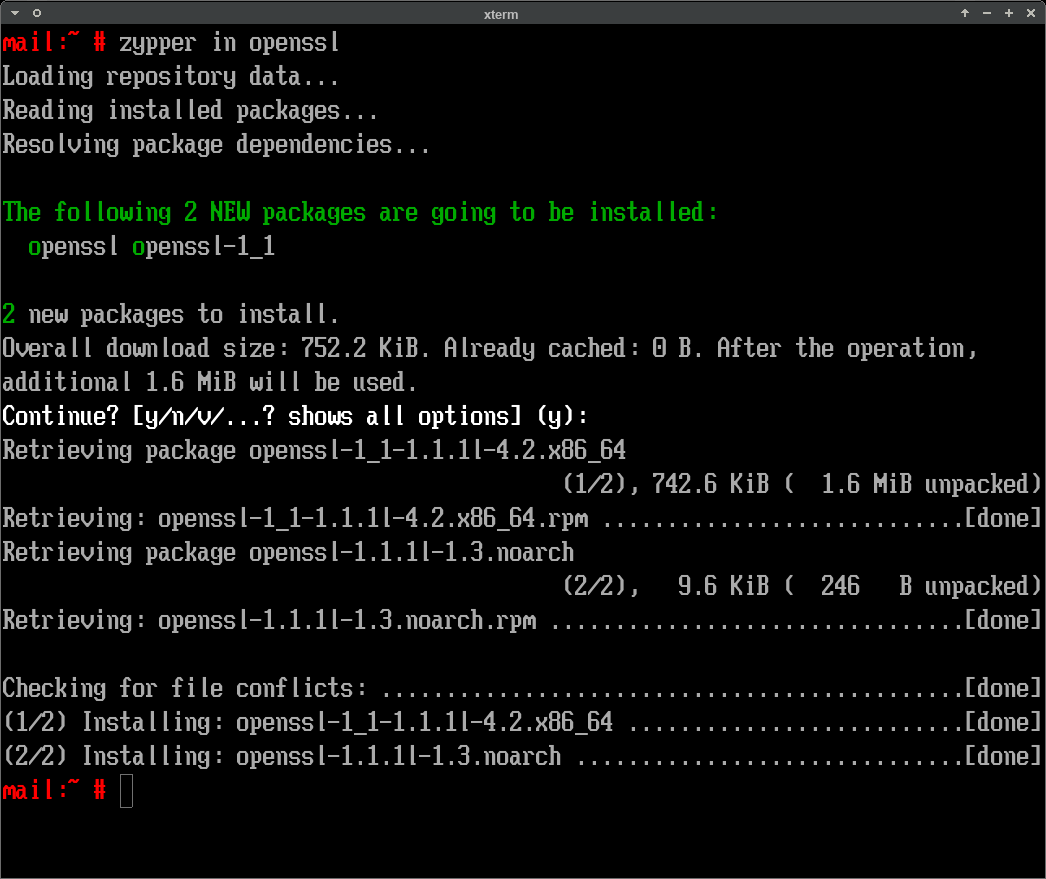 xterm
mail:~ # zypper in openssl
Loading repository data...
Reading installed packages...
Resolving package dependencies...
The following 2 NEW packages are going to be installed:
  openssl openssl-1_1
2 new packages to install.
Overall download size: 752.2 KiB. Already cached: 0 B. After the operation,
additional 1.6 MiB will be used.
Continue? [y/n/v/...? shows all options] (y):
Retrieving package openssl-1_1-1.1.1l-4.2.x86_64
(1/2), 742.6 KiB (  1.6 MiB unpacked)
Retrieving: openssl-1_1-1.1.1l-4.2.x86_64.rpm ............................[done]
Retrieving package openssl-1.1.1l-1.3.noarch
(2/2),   9.6 KiB (  246   B unpacked)
Retrieving: openssl-1.1.1l-1.3.noarch.rpm ................................[done]
Checking for file conflicts: .............................................[done]
(1/2) Installing: openssl-1_1-1.1.1l-4.2.x86_64 ..........................[done]
(2/2) Installing: openssl-1.1.1l-1.3.noarch ..............................[done]
mail:~ #